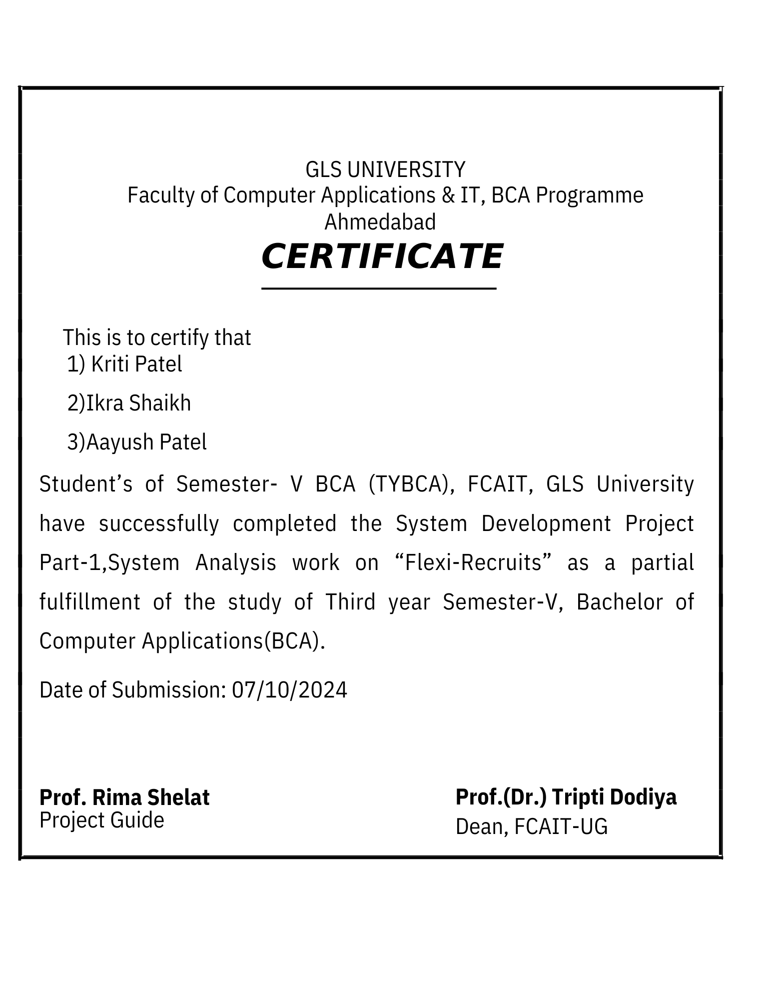 GLS UNIVERSITY
Faculty of Computer Applications & IT, BCA Programme
Ahmedabad
CERTIFICATE
This is to certify that
1) Kriti Patel
2)Ikra Shaikh
3)Aayush Patel
Student’s of Semester- V BCA (TYBCA), FCAIT, GLS University
have successfully completed the System Development Project
Part-1,System Analysis work on “Flexi-Recruits” as a partial
fulfillment of the study of Third year Semester-V, Bachelor of
Computer Applications(BCA).
Date of Submission: 07/10/2024
Prof. Rima Shelat
Project Guide
Prof.(Dr.) Tripti Dodiya
Dean, FCAIT-UG